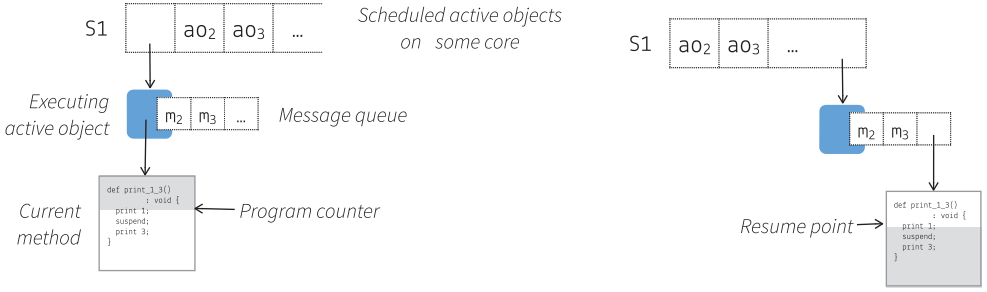 S1
ao2
ao3
...
Scheduled active objects
on some core
Executing
active object
m2
m3
...
Message queue
Current
method
def print_1_3()
: void {
print 1;
suspend;
print 3;
}
Program counter
S1
ao2
ao3
...
m2
m3
Resume point
def print_1_3()
: void {
print 1;
suspend;
print 3;
}